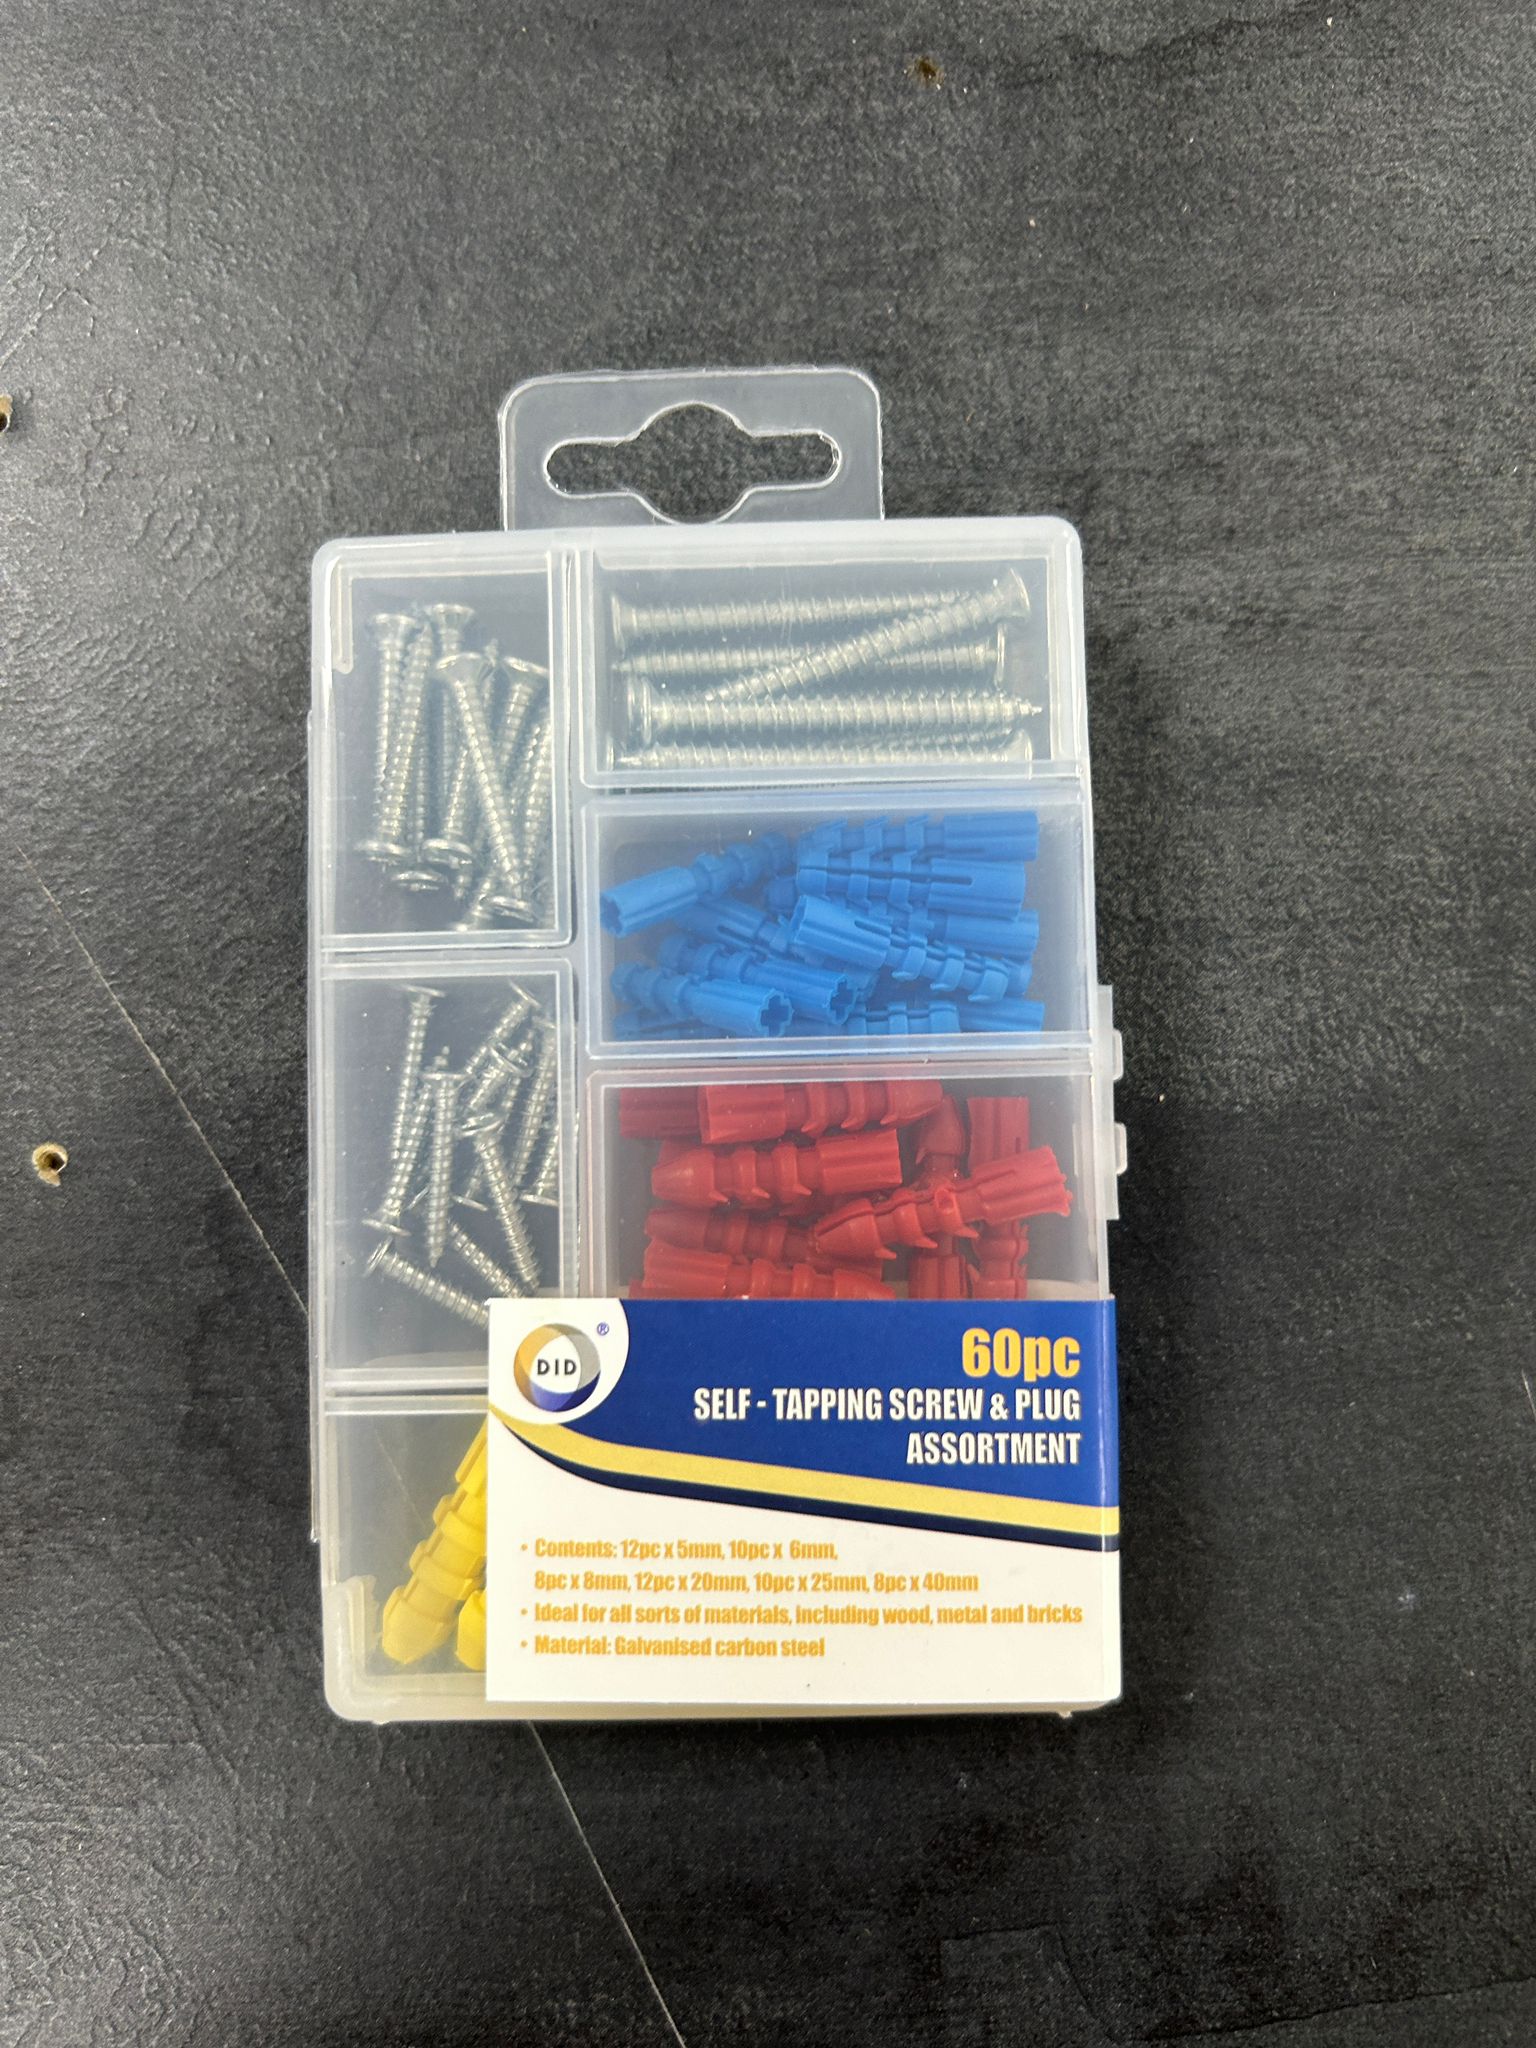 DID ®
60pc
SELF - TAPPING SCREW & PLUG
ASSORTMENT
• Contents: 12pc x 5mm, 10pc x 6mm,
8pc x 8mm, 12pc x 20mm, 10pc x 25mm, 8pc x 40mm
• Ideal for all sorts of materials, including wood, metal and bricks
• Material: Galvanised carbon steel